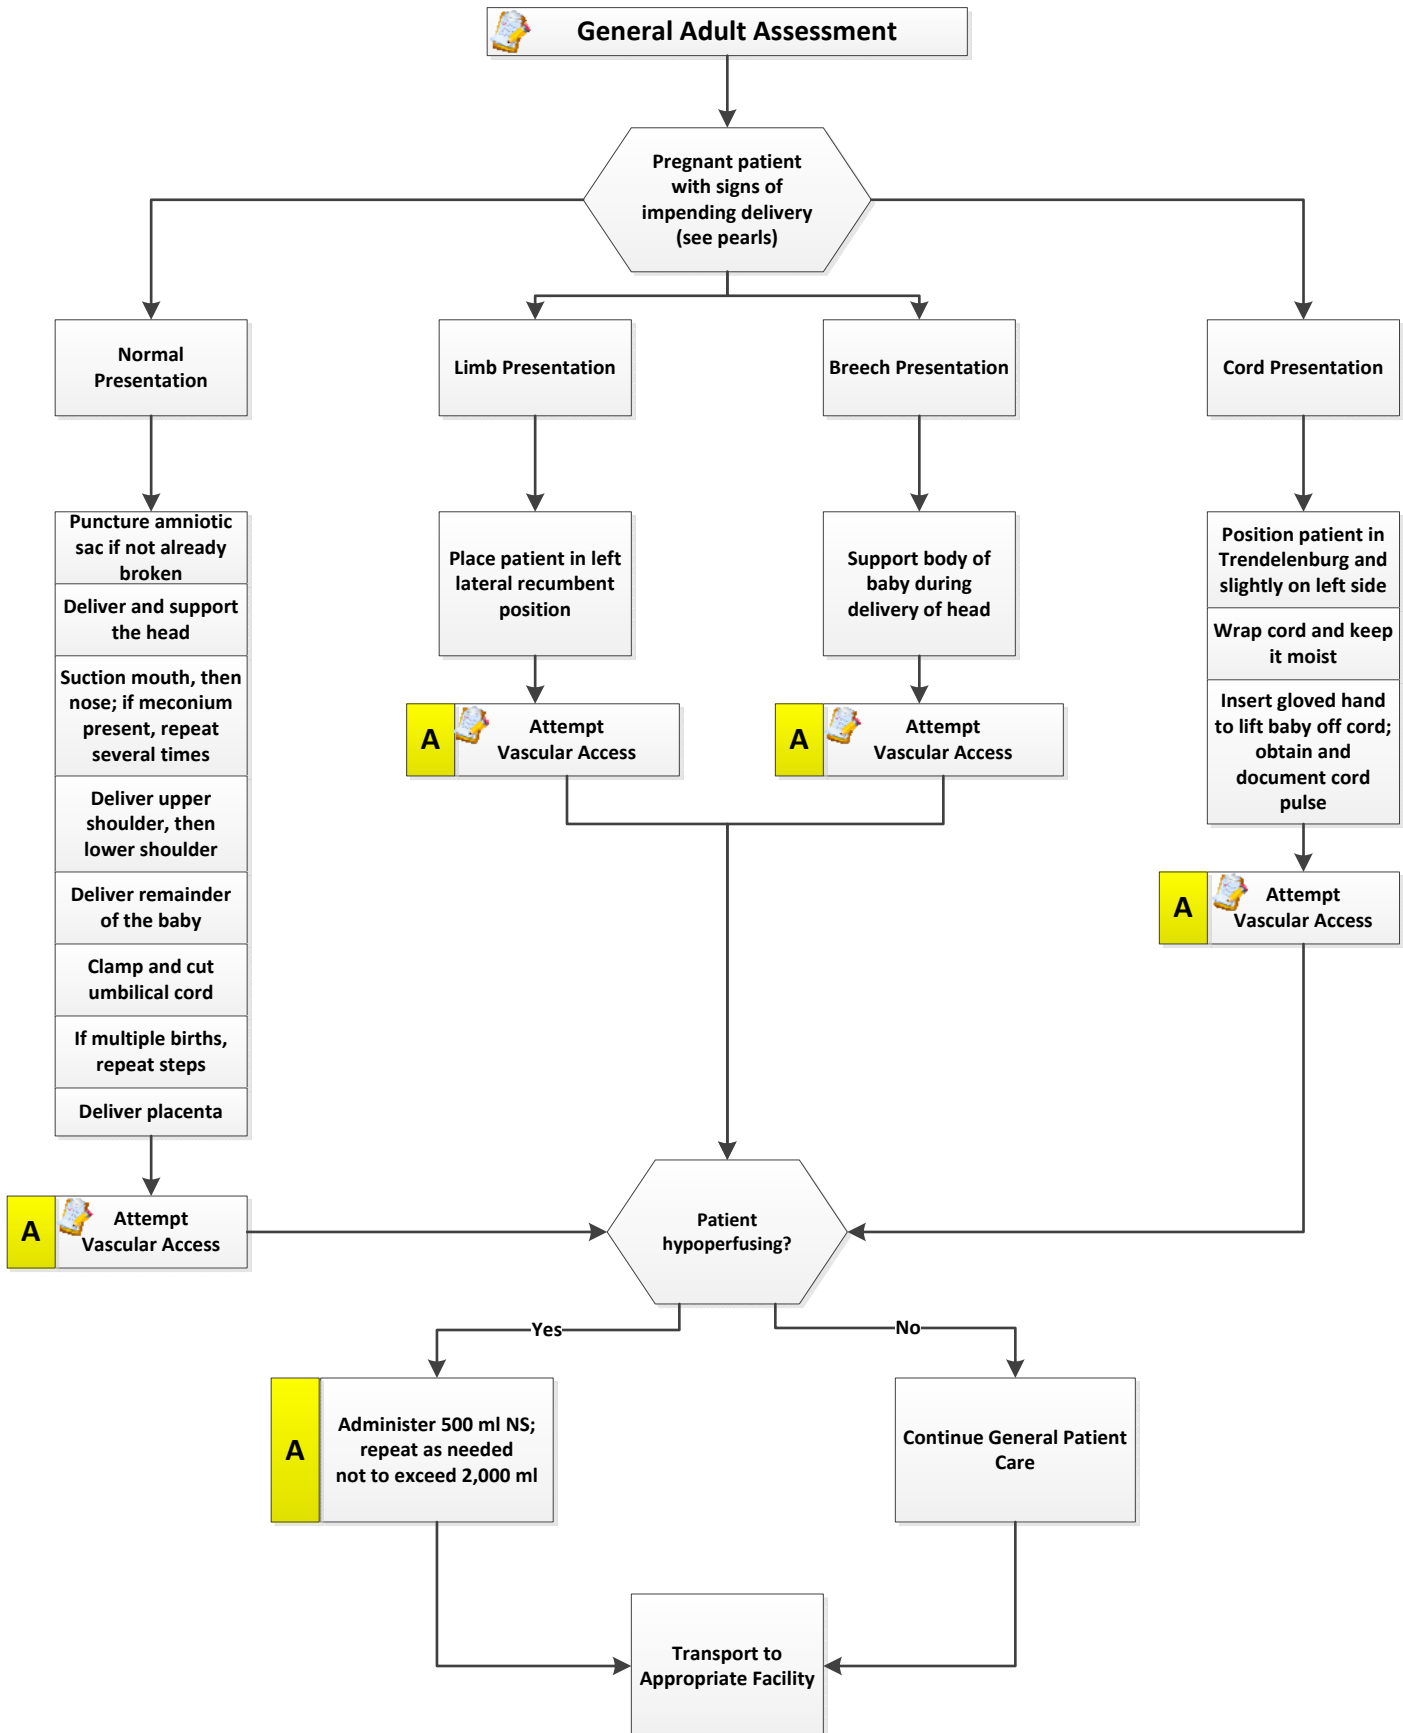 General Adult Assessment
Pregnant patient
with signs of
impending delivery
(see pearls)
Normal
Presentation
Limb Presentation
Breech Presentation
Cord Presentation
Puncture amniotic
sac if not already
broken
Deliver and support
the head
Suction mouth, then
nose; if meconium
present, repeat
several times
Deliver upper
shoulder, then
lower shoulder
Deliver remainder
of the baby
Clamp and cut
umbilical cord
If multiple births,
repeat steps
Deliver placenta
A
Attempt
Vascular Access
Place patient in left
lateral recumbent
position
A
Attempt
Vascular Access
Support body of
baby during
delivery of head
A
Attempt
Vascular Access
Position patient in
Trendelenburg and
slightly on left side
Wrap cord and keep
it moist
Insert gloved hand
to lift baby off cord;
obtain and
document cord
pulse
A
Attempt
Vascular Access
Patient
hypoperfusing?
Yes
No
A
Administer 500 ml NS;
repeat as needed
not to exceed 2,000 ml
Continue General Patient
Care
Transport to
Appropriate Facility